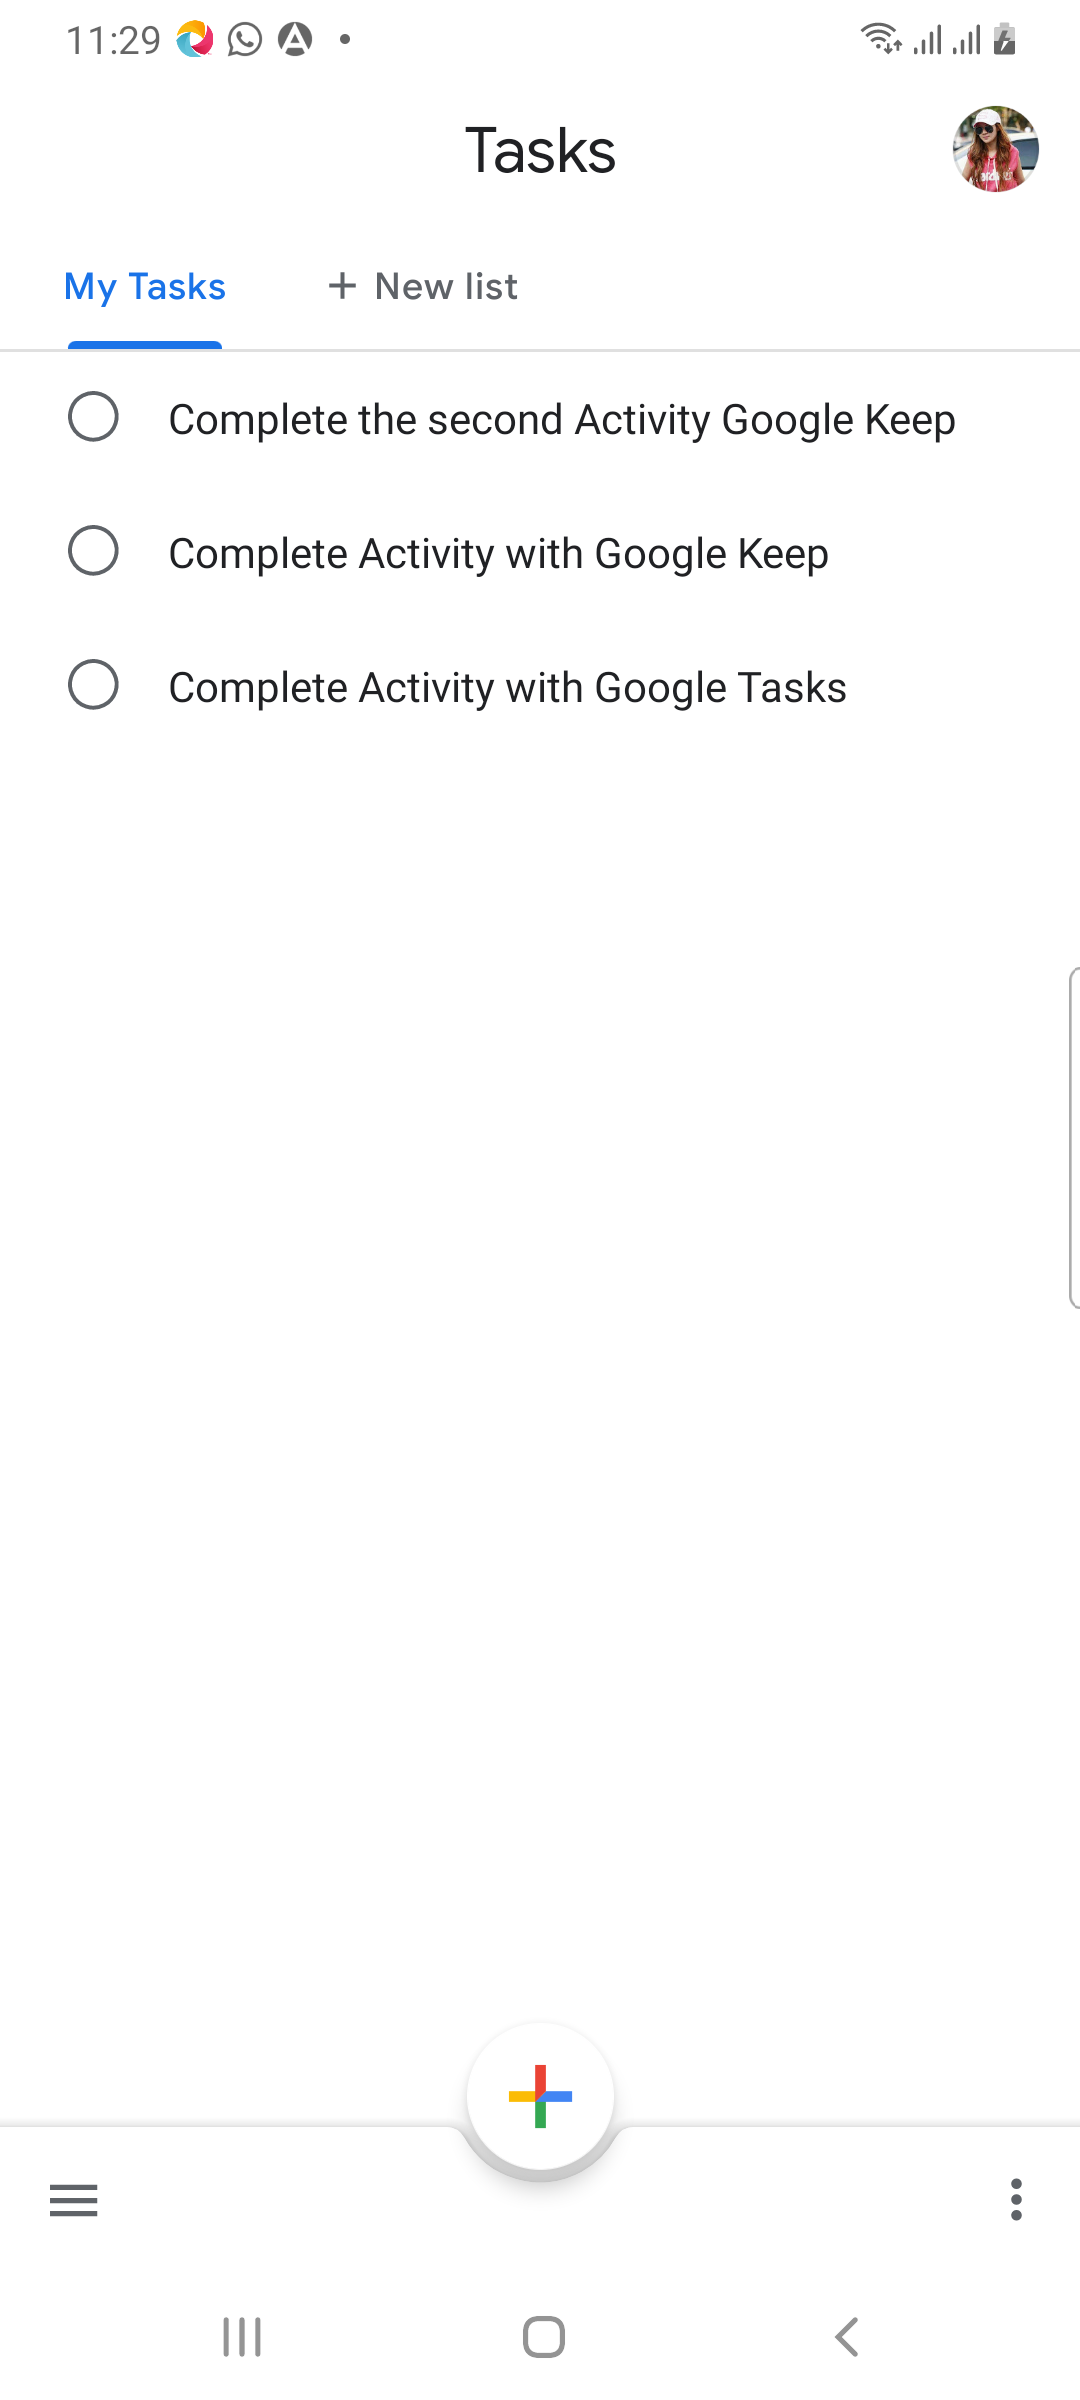 11:29
Tasks
My Tasks
+ New list
Complete the second Activity Google Keep
Complete Activity with Google Keep
Complete Activity with Google Tasks